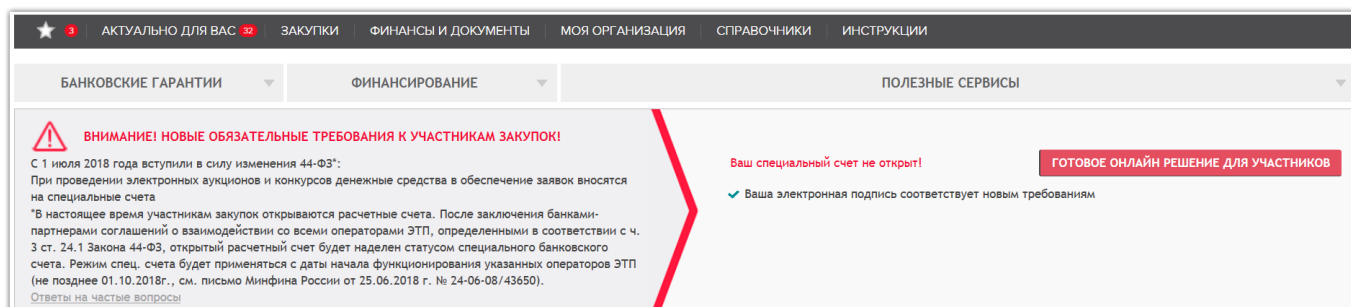 3 АКТУАЛЬНО ДЛЯ ВАС 32 ЗАКУПКИ ФИНАНСЫ И ДОКУМЕНТЫ МОЯ ОРГАНИЗАЦИЯ СПРАВОЧНИКИ ИНСТРУКЦИИ
БАНКОВСКИЕ ГАРАНТИИ ФИНАНСИРОВАНИЕ ПОЛЕЗНЫЕ СЕРВИСЫ
ВНИМАНИЕ! НОВЫЕ ОБЯЗАТЕЛЬНЫЕ ТРЕБОВАНИЯ К УЧАСТНИКАМ ЗАКУПОК!
С 1 июля 2018 года вступили в силу изменения 44-ФЗ*:
При проведении электронных аукционов и конкурсов денежные средства в обеспечение заявок вносятся
на специальные счета
*В настоящее время участникам закупок открываются расчетные счета. После заключения банками-
партнерами соглашений о взаимодействии со всеми операторами ЭТП, определенными в соответствии с ч.
3 ст. 24.1 Закона 44-ФЗ, открытый расчетный счет будет наделен статусом специального банковского
счета. Режим спец. счета будет применяться с даты начала функционирования указанных операторов ЭТП
(не позднее 01.10.2018г., см. письмо Минфина России от 25.06.2018 г. № 24-06-08/43650).
Ответы на частые вопросы
Ваш специальный счет не открыт! ГОТОВОЕ ОНЛАЙН РЕШЕНИЕ ДЛЯ УЧАСТНИКОВ
Ваша электронная подпись соответствует новым требованиям